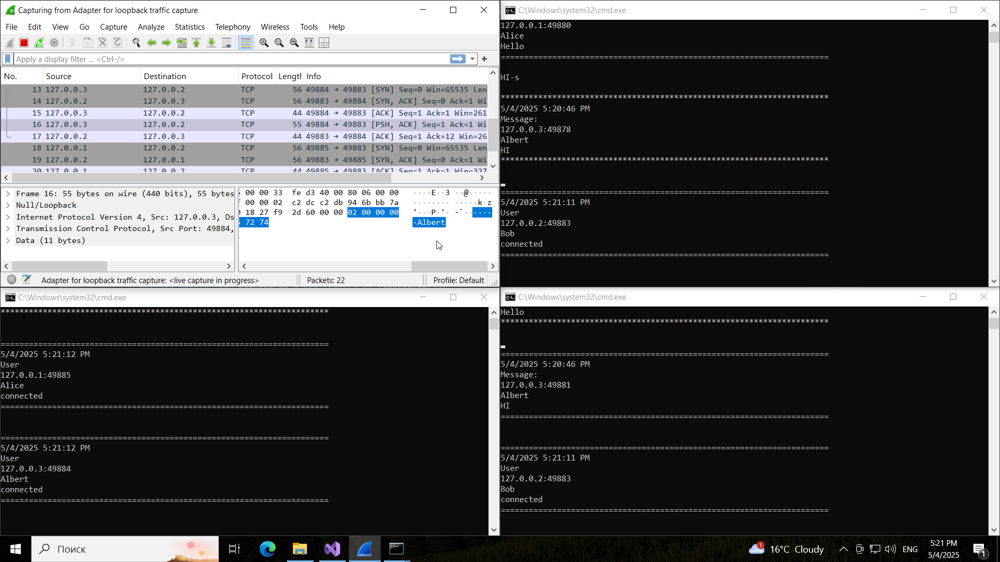 Capturing from Adapter for loopback traffic capture
File Edit View Go Capture Analyze Statistics Telephony Wireless Tools Help
Apply a display filter ... <Ctrl-/>
No. Source Destination Protocol Length Info
13 127.0.0.3 127.0.0.2 TCP 56 49884 → 49883 [SYN] Seq=0 Win=65535 Len
14 127.0.0.2 127.0.0.3 TCP 56 49883 → 49884 [SYN, ACK] Seq=0 Ack=1 Wi
15 127.0.0.3 127.0.0.2 TCP 44 49884 → 49883 [ACK] Seq=1 Ack=1 Win=261
16 127.0.0.3 127.0.0.2 TCP 55 49884 → 49883 [PSH, ACK] Seq=1 Ack=1 Wi
17 127.0.0.2 127.0.0.3 TCP 44 49883 → 49884 [ACK] Seq=1 Ack=12 Win=26
18 127.0.0.1 127.0.0.2 TCP 56 49885 → 49883 [SYN] Seq=0 Win=65535 Len
19 127.0.0.2 127.0.0.1 TCP 56 49883 → 49885 [SYN, ACK] Seq=0 Ack=1 Wi
20 127.0.0.1 127.0.0.2 TCP 44 49885 → 49883 [ACK] Seq=1 Ack=1 Win=327
Frame 16: 55 bytes on wire (440 bits), 55 bytes
Null/Loopback
Internet Protocol Version 4, Src: 127.0.0.3, Ds
Transmission Control Protocol, Src Port: 49884,
Data (11 bytes)
00 00 33 fe d3 40 00 80 06 00 00 ····E··3 ··@·····
00 00 02 c2 dc c2 db 94 6b bb 7a ········ ·····k·z
18 27 f9 2d 60 00 00 02 00 00 00 '···P·'· -`······
72 74 ·Albert
Adapter for loopback traffic capture: <live capture in progress> Packets: 22 Profile: Default
C:\Windows\system32\cmd.exe
127.0.0.1:49880
Alice
Hello
======================================================================
HI-s
**********************************************************************
5/4/2025 5:20:46 PM
Message:
127.0.0.3:49878
Albert
HI
**********************************************************************
======================================================================
5/4/2025 5:21:11 PM
User
127.0.0.2:49883
Bob
connected
======================================================================
C:\Windows\system32\cmd.exe
**********************************************************************
======================================================================
5/4/2025 5:21:12 PM
User
127.0.0.1:49885
Alice
connected
======================================================================
======================================================================
5/4/2025 5:21:12 PM
User
127.0.0.3:49884
Albert
connected
======================================================================
C:\Windows\system32\cmd.exe
Hello
**********************************************************************
======================================================================
5/4/2025 5:20:46 PM
Message:
127.0.0.3:49881
Albert
HI
======================================================================
======================================================================
5/4/2025 5:21:11 PM
User
127.0.0.2:49883
Bob
connected
======================================================================
Поиск
1
16°C Cloudy
ENG
5:21 PM
5/4/2025
1